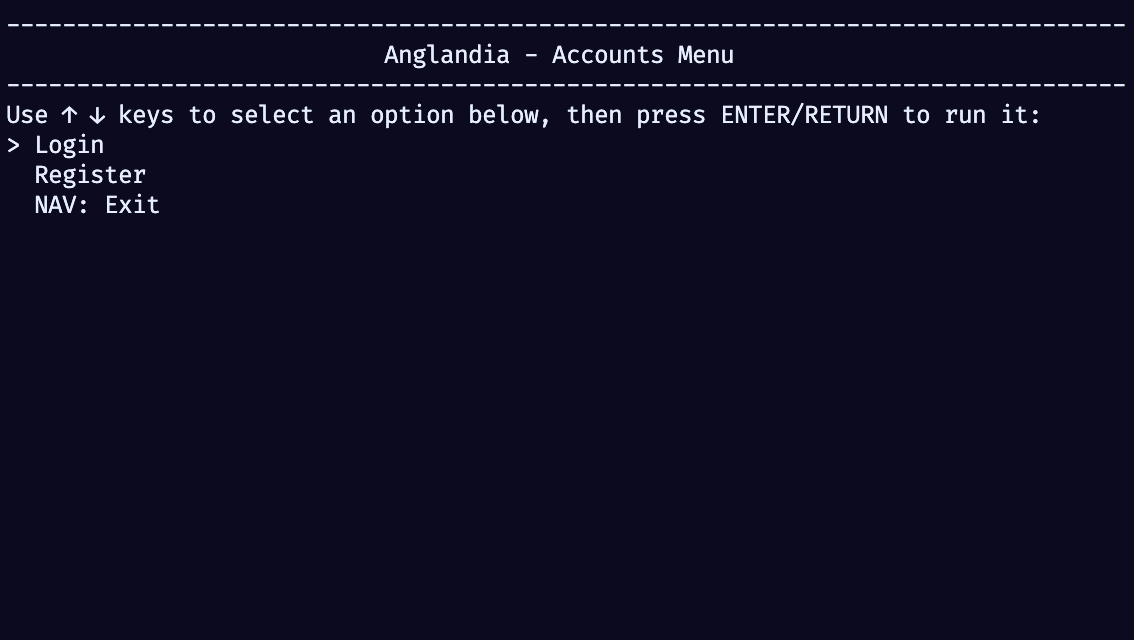 --------------------------------------------------------------------------------
Anglandia - Accounts Menu
--------------------------------------------------------------------------------
Use ↑ ↓ keys to select an option below, then press ENTER/RETURN to run it:
> Login
  Register
  NAV: Exit